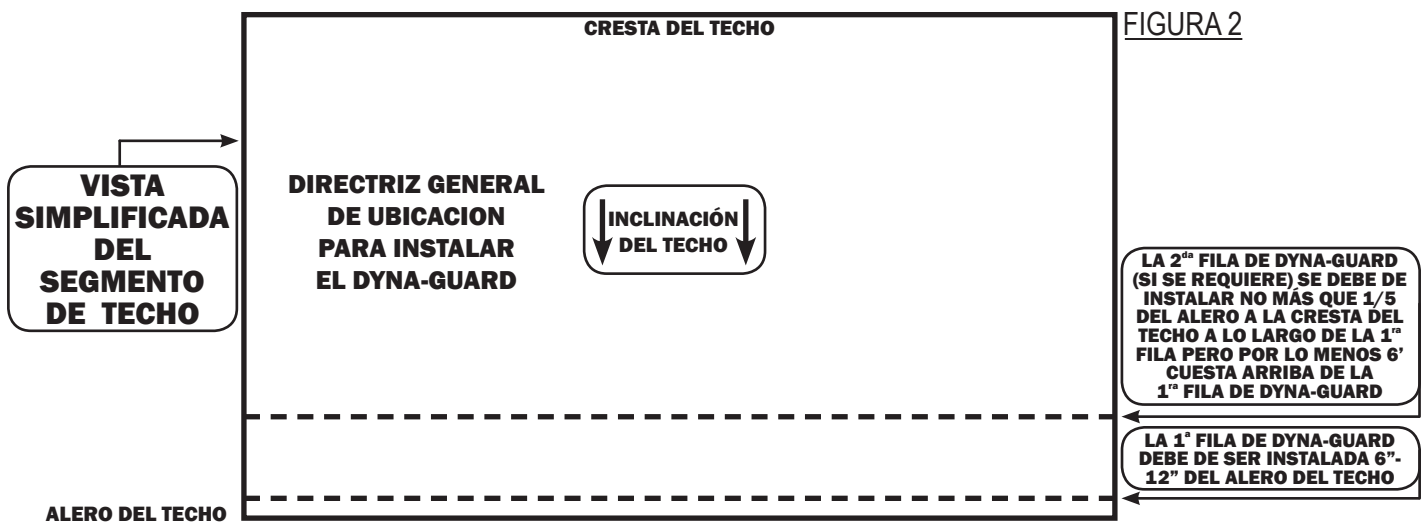 CRESTA DEL TECHO
FIGURA 2
VISTA
SIMPLIFICADA
DEL
SEGMENTO
DE TECHO
DIRECTRIZ GENERAL
DE UBICACION
PARA INSTALAR
EL DYNA-GUARD
INCLINACIÓN
DEL TECHO
LA 2da FILA DE DYNA-GUARD
(SI SE REQUIERE) SE DEBE DE
INSTALAR NO MÁS QUE 1/5
DEL ALERO A LA CRESTA DEL
TECHO A LO LARGO DE LA 1ra
FILA PERO POR LO MENOS 6’
CUESTA ARRIBA DE LA
1ra FILA DE DYNA-GUARD
LA 1a FILA DE DYNA-GUARD
DEBE DE SER INSTALADA 6”-
12” DEL ALERO DEL TECHO
ALERO DEL TECHO